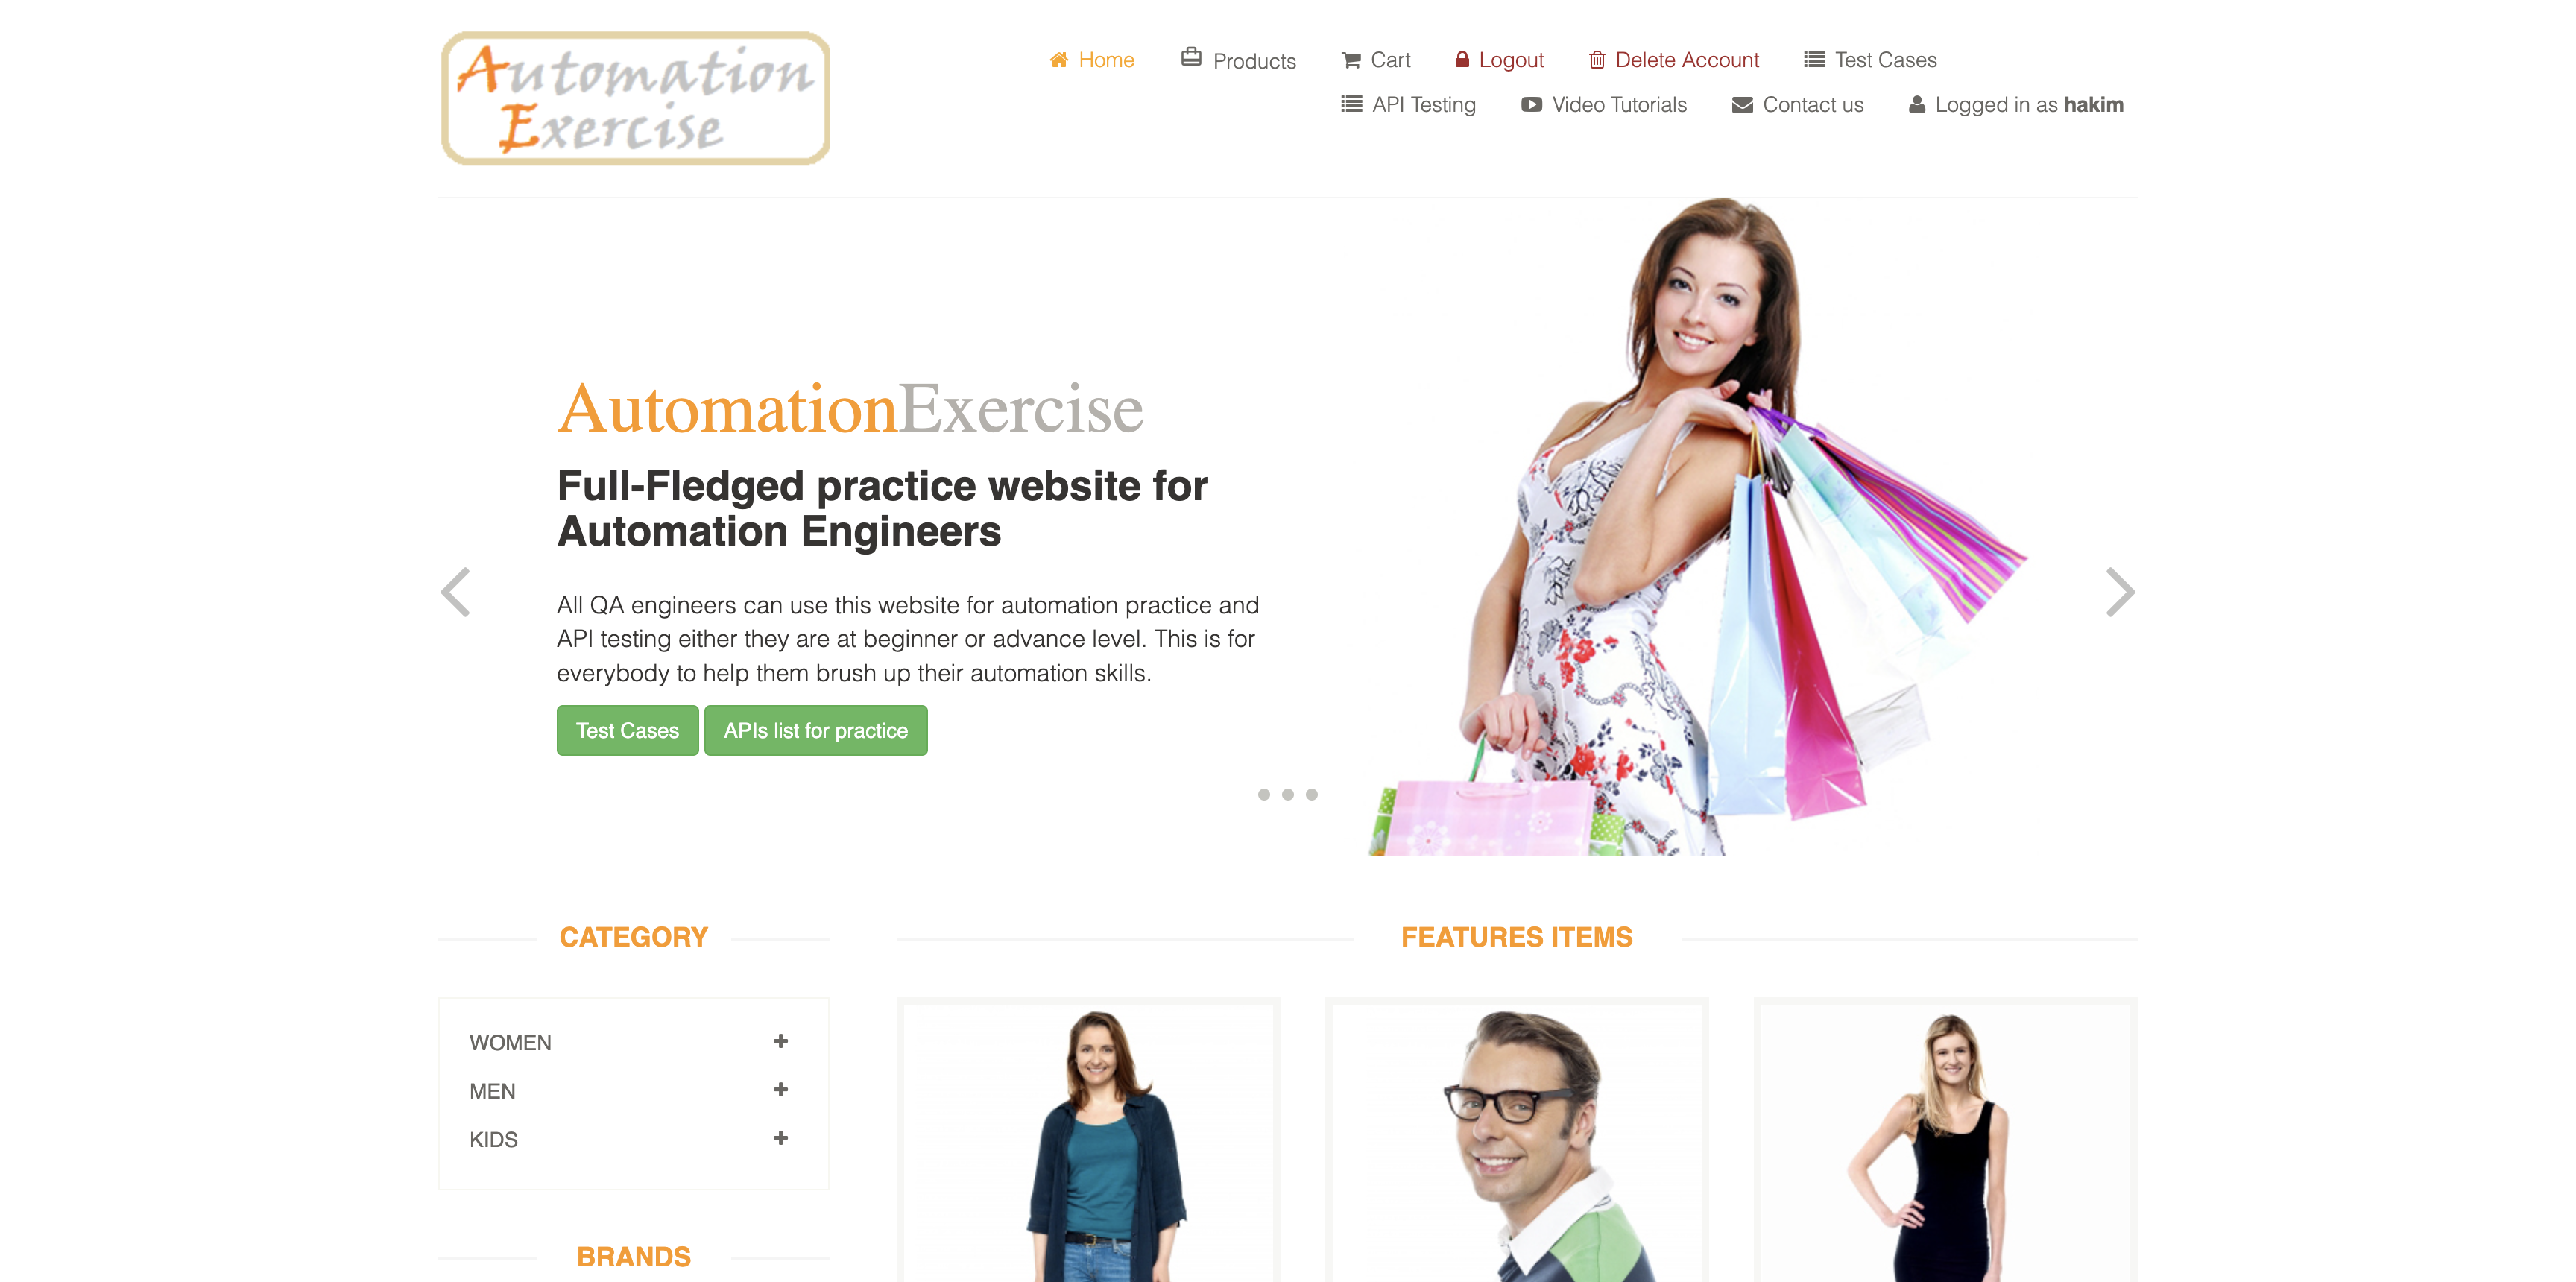 Automation
Exercise
Home Products Cart Logout Delete Account Test Cases
API Testing Video Tutorials Contact us Logged in as hakim
AutomationExercise
Full-Fledged practice website for
Automation Engineers
All QA engineers can use this website for automation practice and
API testing either they are at beginner or advance level. This is for
everybody to help them brush up their automation skills.
Test Cases APIs list for practice
CATEGORY
WOMEN
MEN
KIDS
BRANDS
FEATURES ITEMS